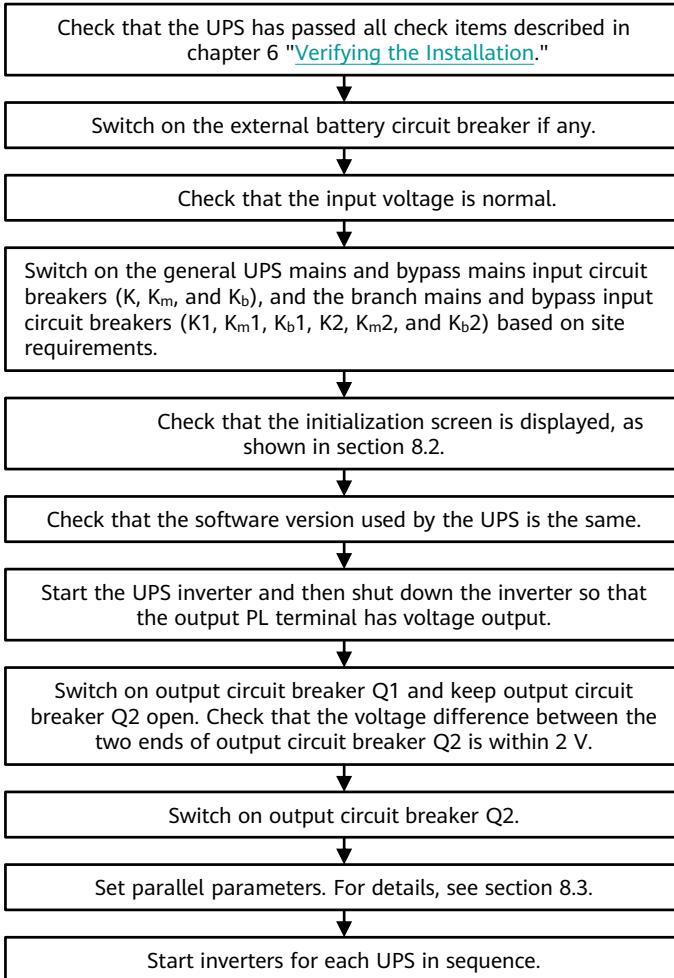 Check that the UPS has passed all check items described in
chapter 6 "Verifying the Installation."
Switch on the external battery circuit breaker if any.
Check that the input voltage is normal.
Switch on the general UPS mains and bypass mains input circuit
breakers (K, Km, and Kb), and the branch mains and bypass input
circuit breakers (K1, Km1, Kb1, K2, Km2, and Kb2) based on site
requirements.
Check that the initialization screen is displayed, as
shown in section 8.2.
Check that the software version used by the UPS is the same.
Start the UPS inverter and then shut down the inverter so that
the output PL terminal has voltage output.
Switch on output circuit breaker Q1 and keep output circuit
breaker Q2 open. Check that the voltage difference between the
two ends of output circuit breaker Q2 is within 2 V.
Switch on output circuit breaker Q2.
Set parallel parameters. For details, see section 8.3.
Start inverters for each UPS in sequence.